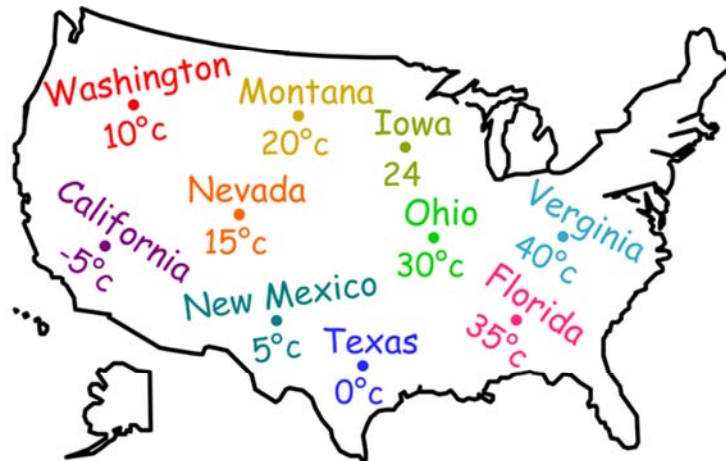 Washington
10°c
Montana
20°c
Iowa
24
Nevada
15°c
California
-5°c
Ohio
30°c
Verginia
40°c
New Mexico
5°c
Florida
35°c
Texas
0°c